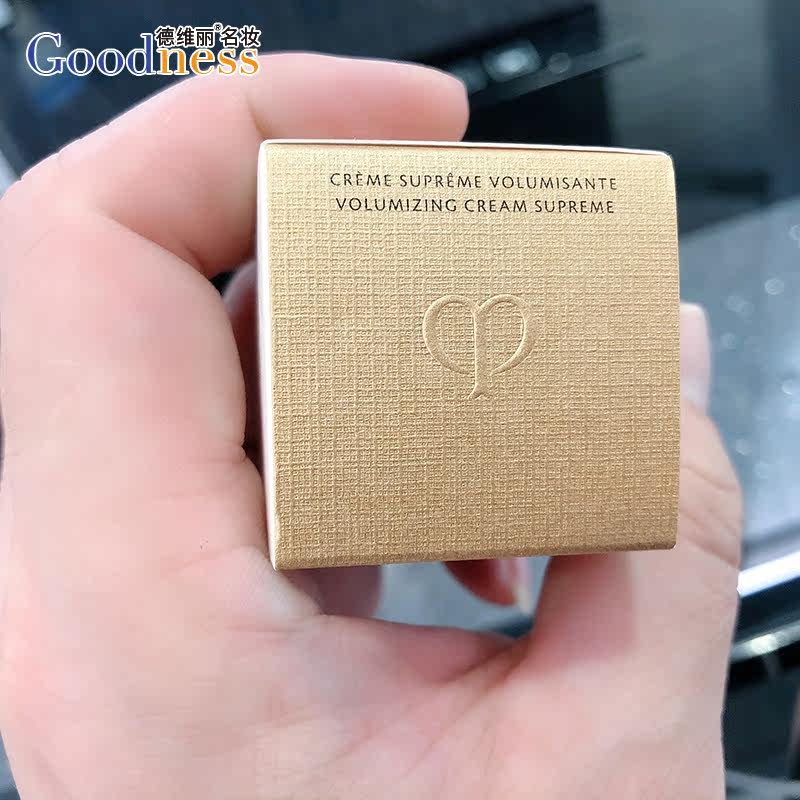 德维丽®名妆
Goodness
CRÈME SUPRÊME VOLUMISANTE
VOLUMIZING CREAM SUPREME